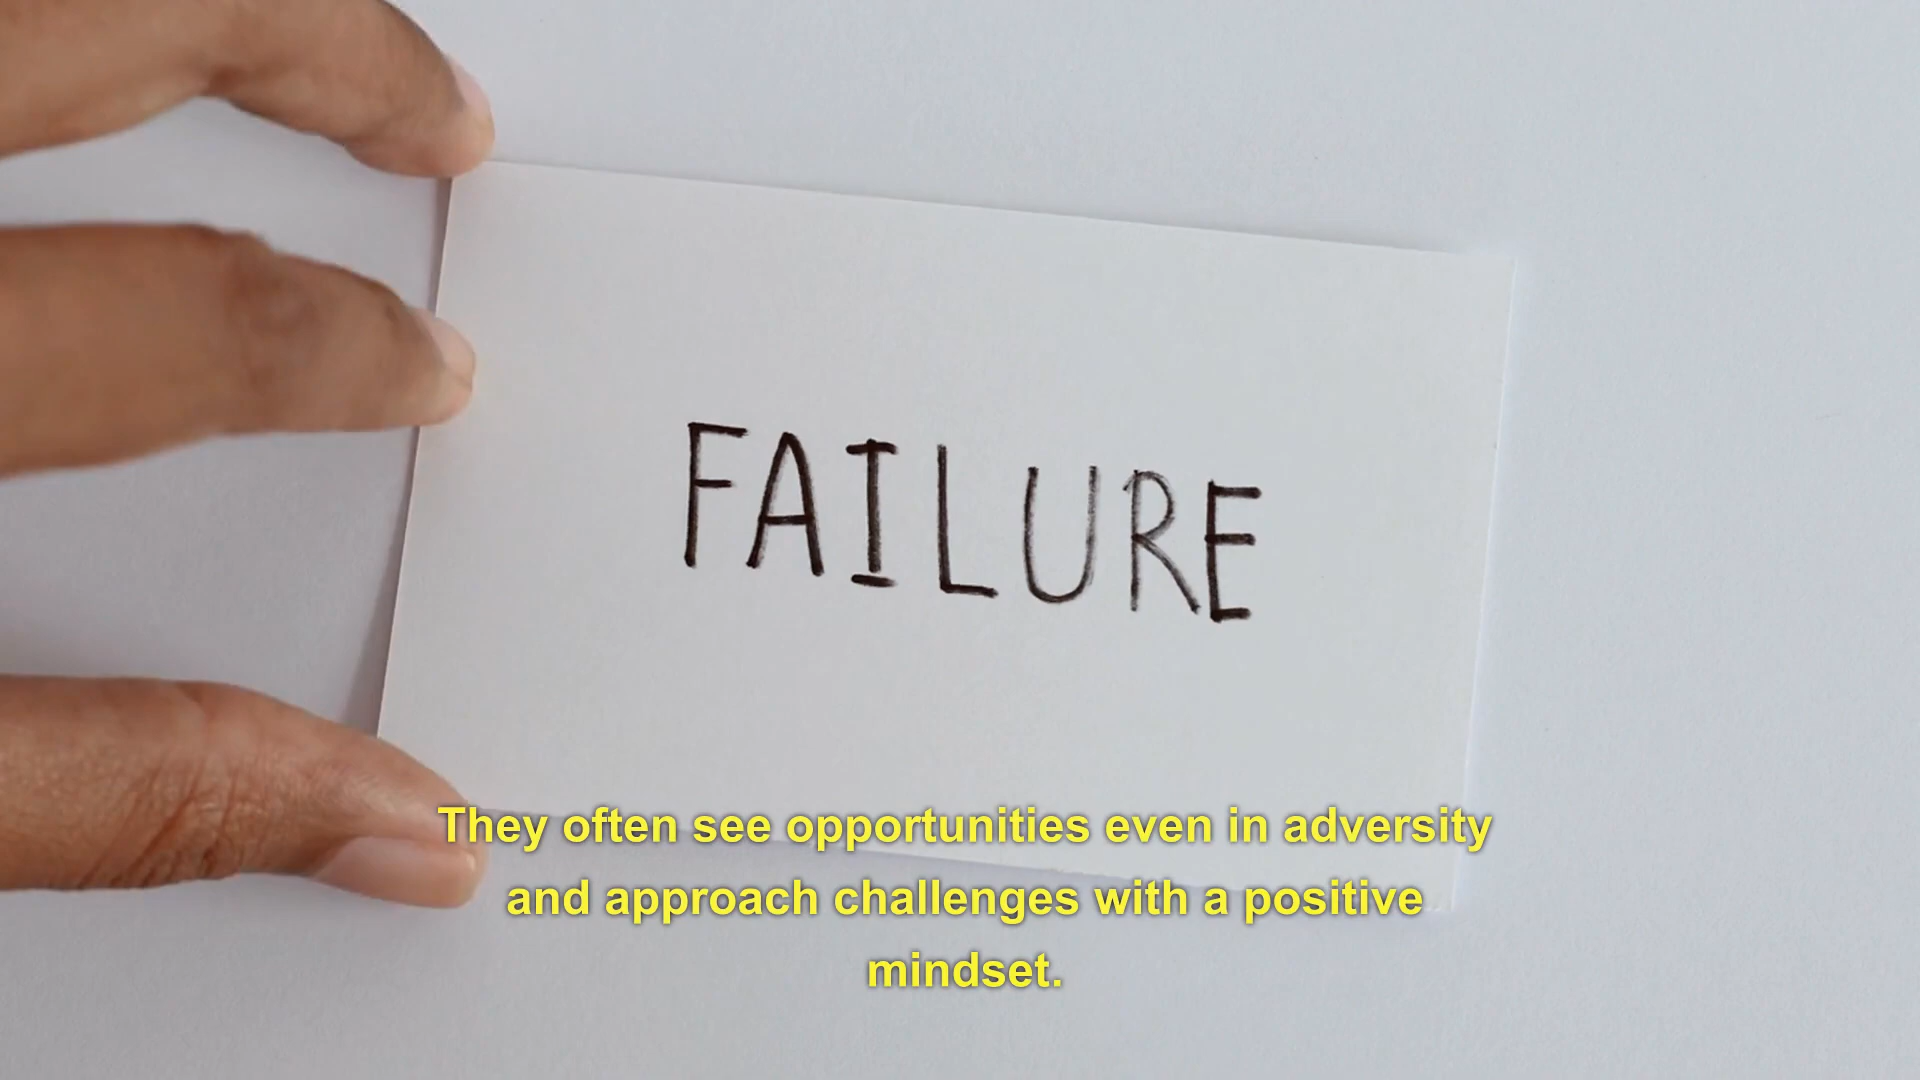 FAILURE
They often see opportunities even in adversity
and approach challenges with a positive
mindset.